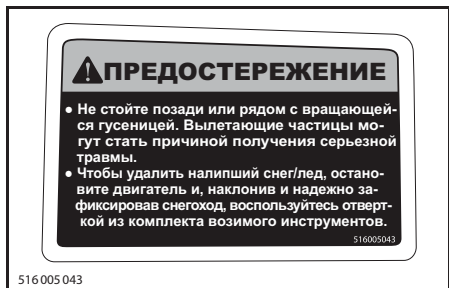 ПРЕДОСТЕРЕЖЕНИЕ
● Не стойте позади или рядом с вращающей-
ся гусеницей. Вылетающие частицы мо-
гут стать причиной получения серьезной
травмы.
● Чтобы удалить налипший снег/лед, остано-
вите двигатель и, наклонив и надежно за-
фиксировав снегоход, воспользуйтесь отверт-
кой из комплекта возимого инструментов.
516005043
516 005 043